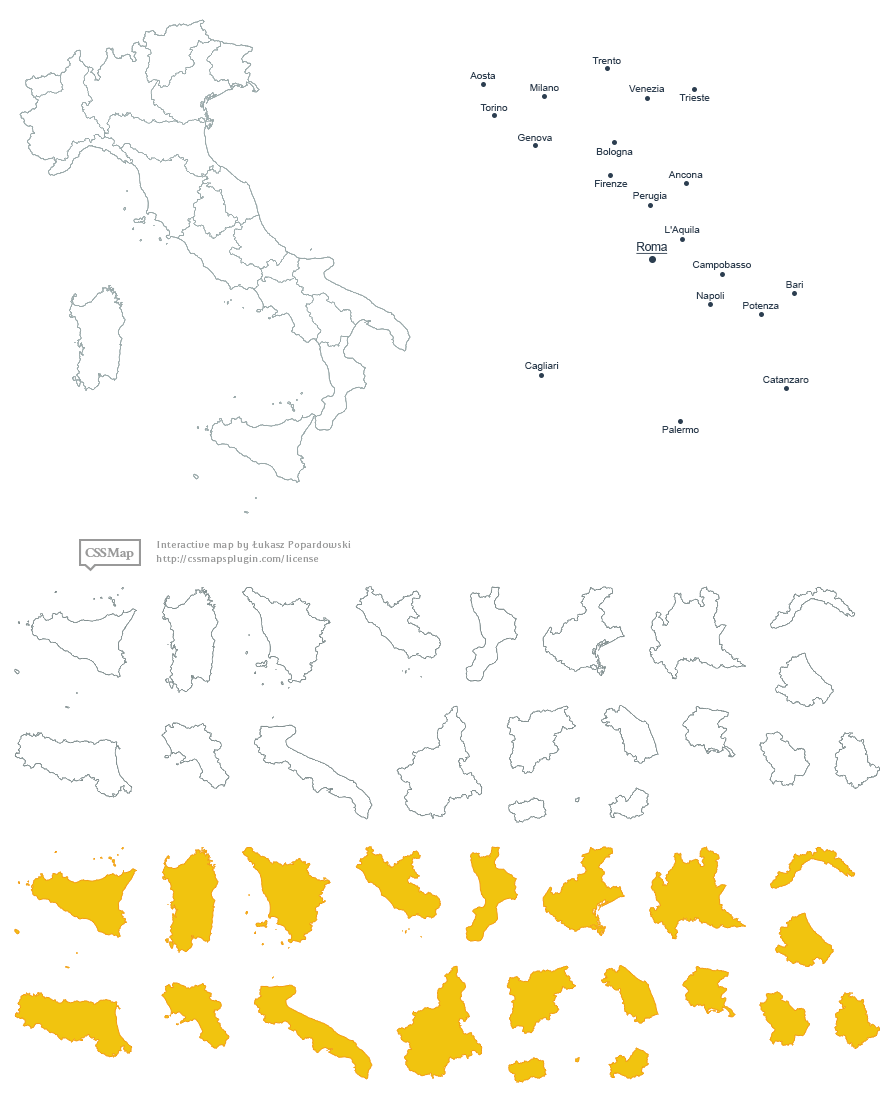 Trento
Aosta
Milano
Venezia
Trieste
Torino
Genova
Bologna
Ancona
Firenze
Perugia
L'Aquila
Roma
Campobasso
Bari
Napoli
Potenza
Cagliari
Catanzaro
Palermo
CSSMap
Interactive map by Łukasz Popardowski
http://cssmapsplugin.com/license